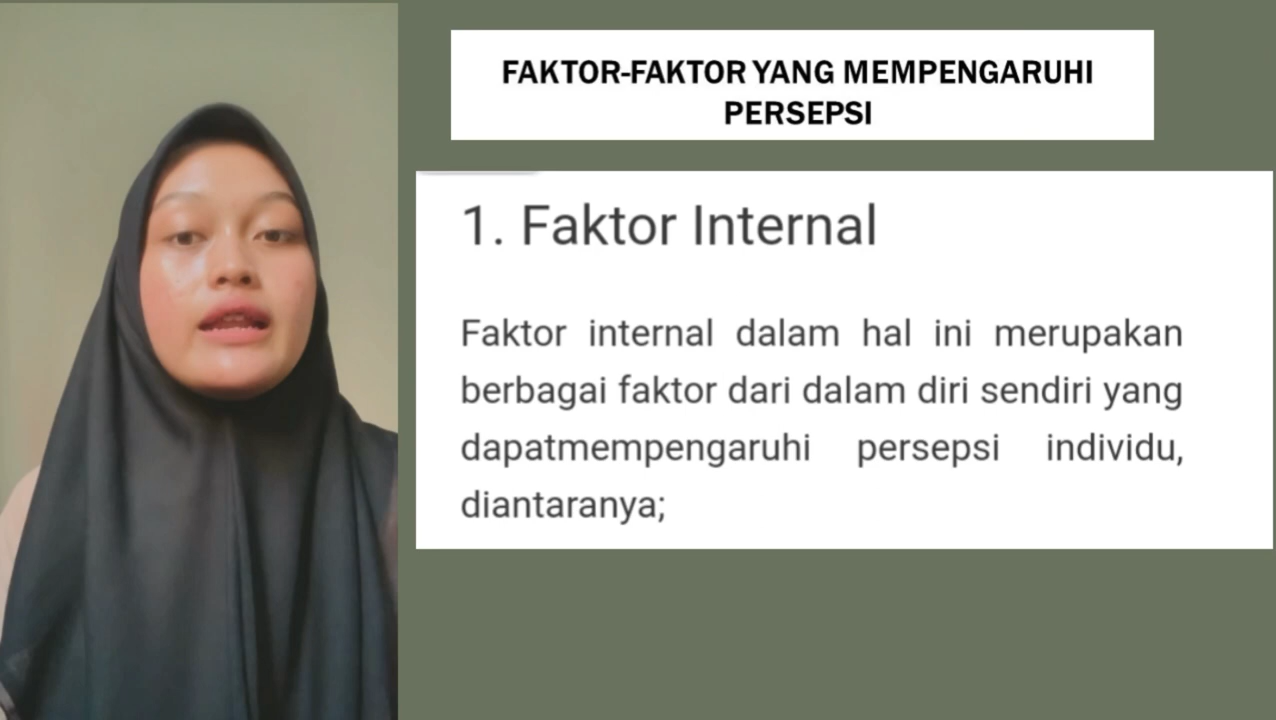 FAKTOR-FAKTOR YANG MEMPENGARUHI
PERSEPSI
1. Faktor Internal
Faktor internal dalam hal ini merupakan
berbagai faktor dari dalam diri sendiri yang
dapatmempengaruhi persepsi individu,
diantaranya;